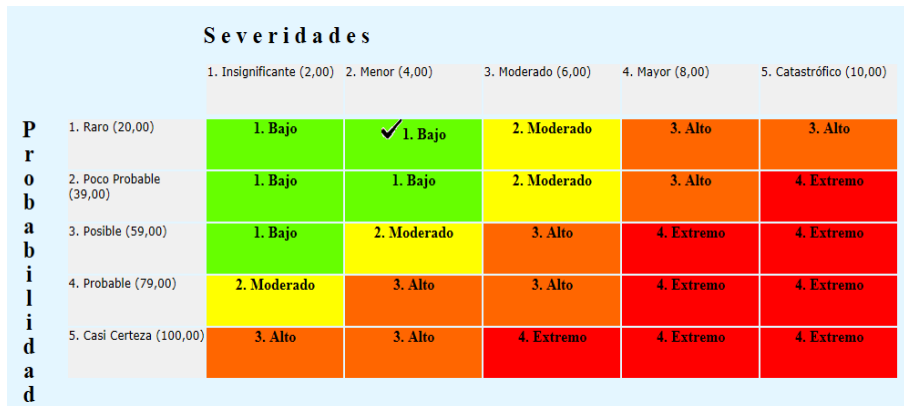 Severidades
1. Insignificante (2,00) 2. Menor (4,00) 3. Moderado (6,00) 4. Mayor (8,00) 5. Catastrófico (10,00)
Probabilidad
1. Raro (20,00) 1. Bajo 1. Bajo 2. Moderado 3. Alto 3. Alto
2. Poco Probable
(39,00) 1. Bajo 1. Bajo 2. Moderado 3. Alto 4. Extremo
3. Posible (59,00) 1. Bajo 2. Moderado 3. Alto 4. Extremo 4. Extremo
4. Probable (79,00) 2. Moderado 3. Alto 3. Alto 4. Extremo 4. Extremo
5. Casi Certeza (100,00) 3. Alto 3. Alto 4. Extremo 4. Extremo 4. Extremo